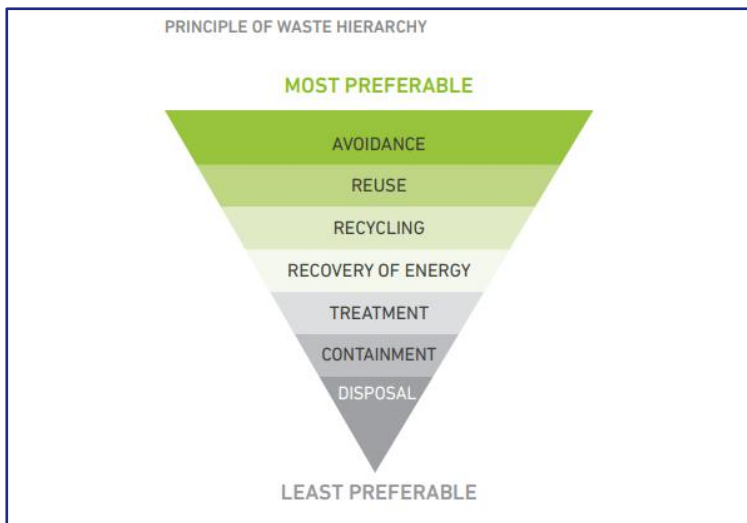 PRINCIPLE OF WASTE HIERARCHY
MOST PREFERABLE
AVOIDANCE
REUSE
RECYCLING
RECOVERY OF ENERGY
TREATMENT
CONTAINMENT
DISPOSAL
LEAST PREFERABLE